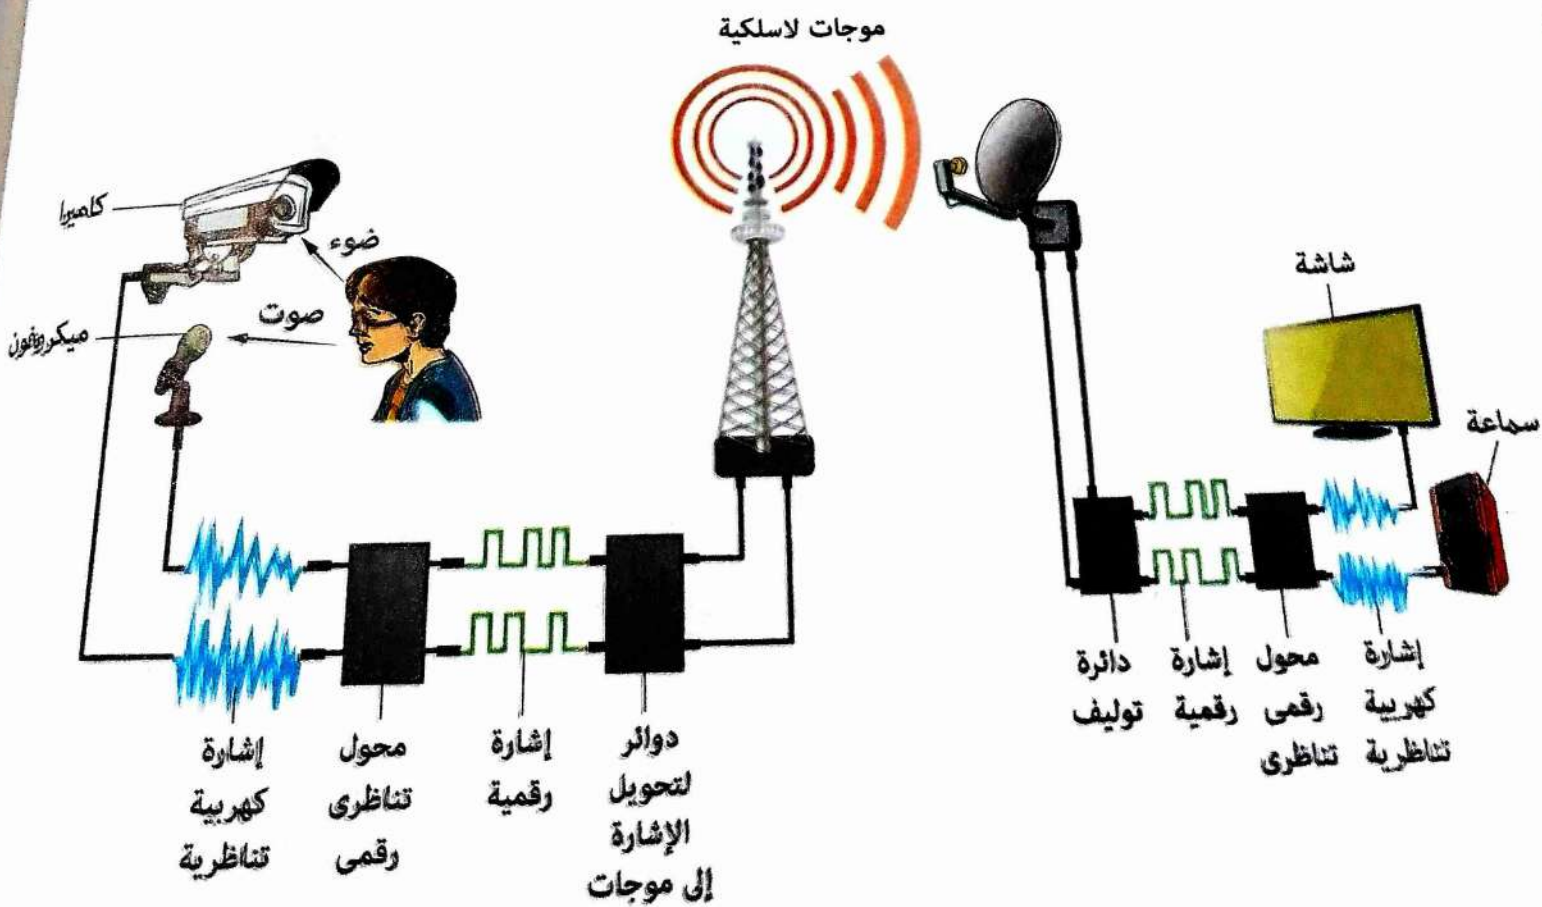 موجات لاسلكية
كاميرا
ضوء
صوت
ميكروفون
شاشة
سماعة
إشارة
كهربية
تناظرية
محول
تناظرى
رقمى
إشارة
رقمية
دوائر
لتحويل
الإشارة
إلى موجات
دائرة
توليف
إشارة
رقمية
محول
رقمى
تناظرى
إشارة
كهربية
تناظرية